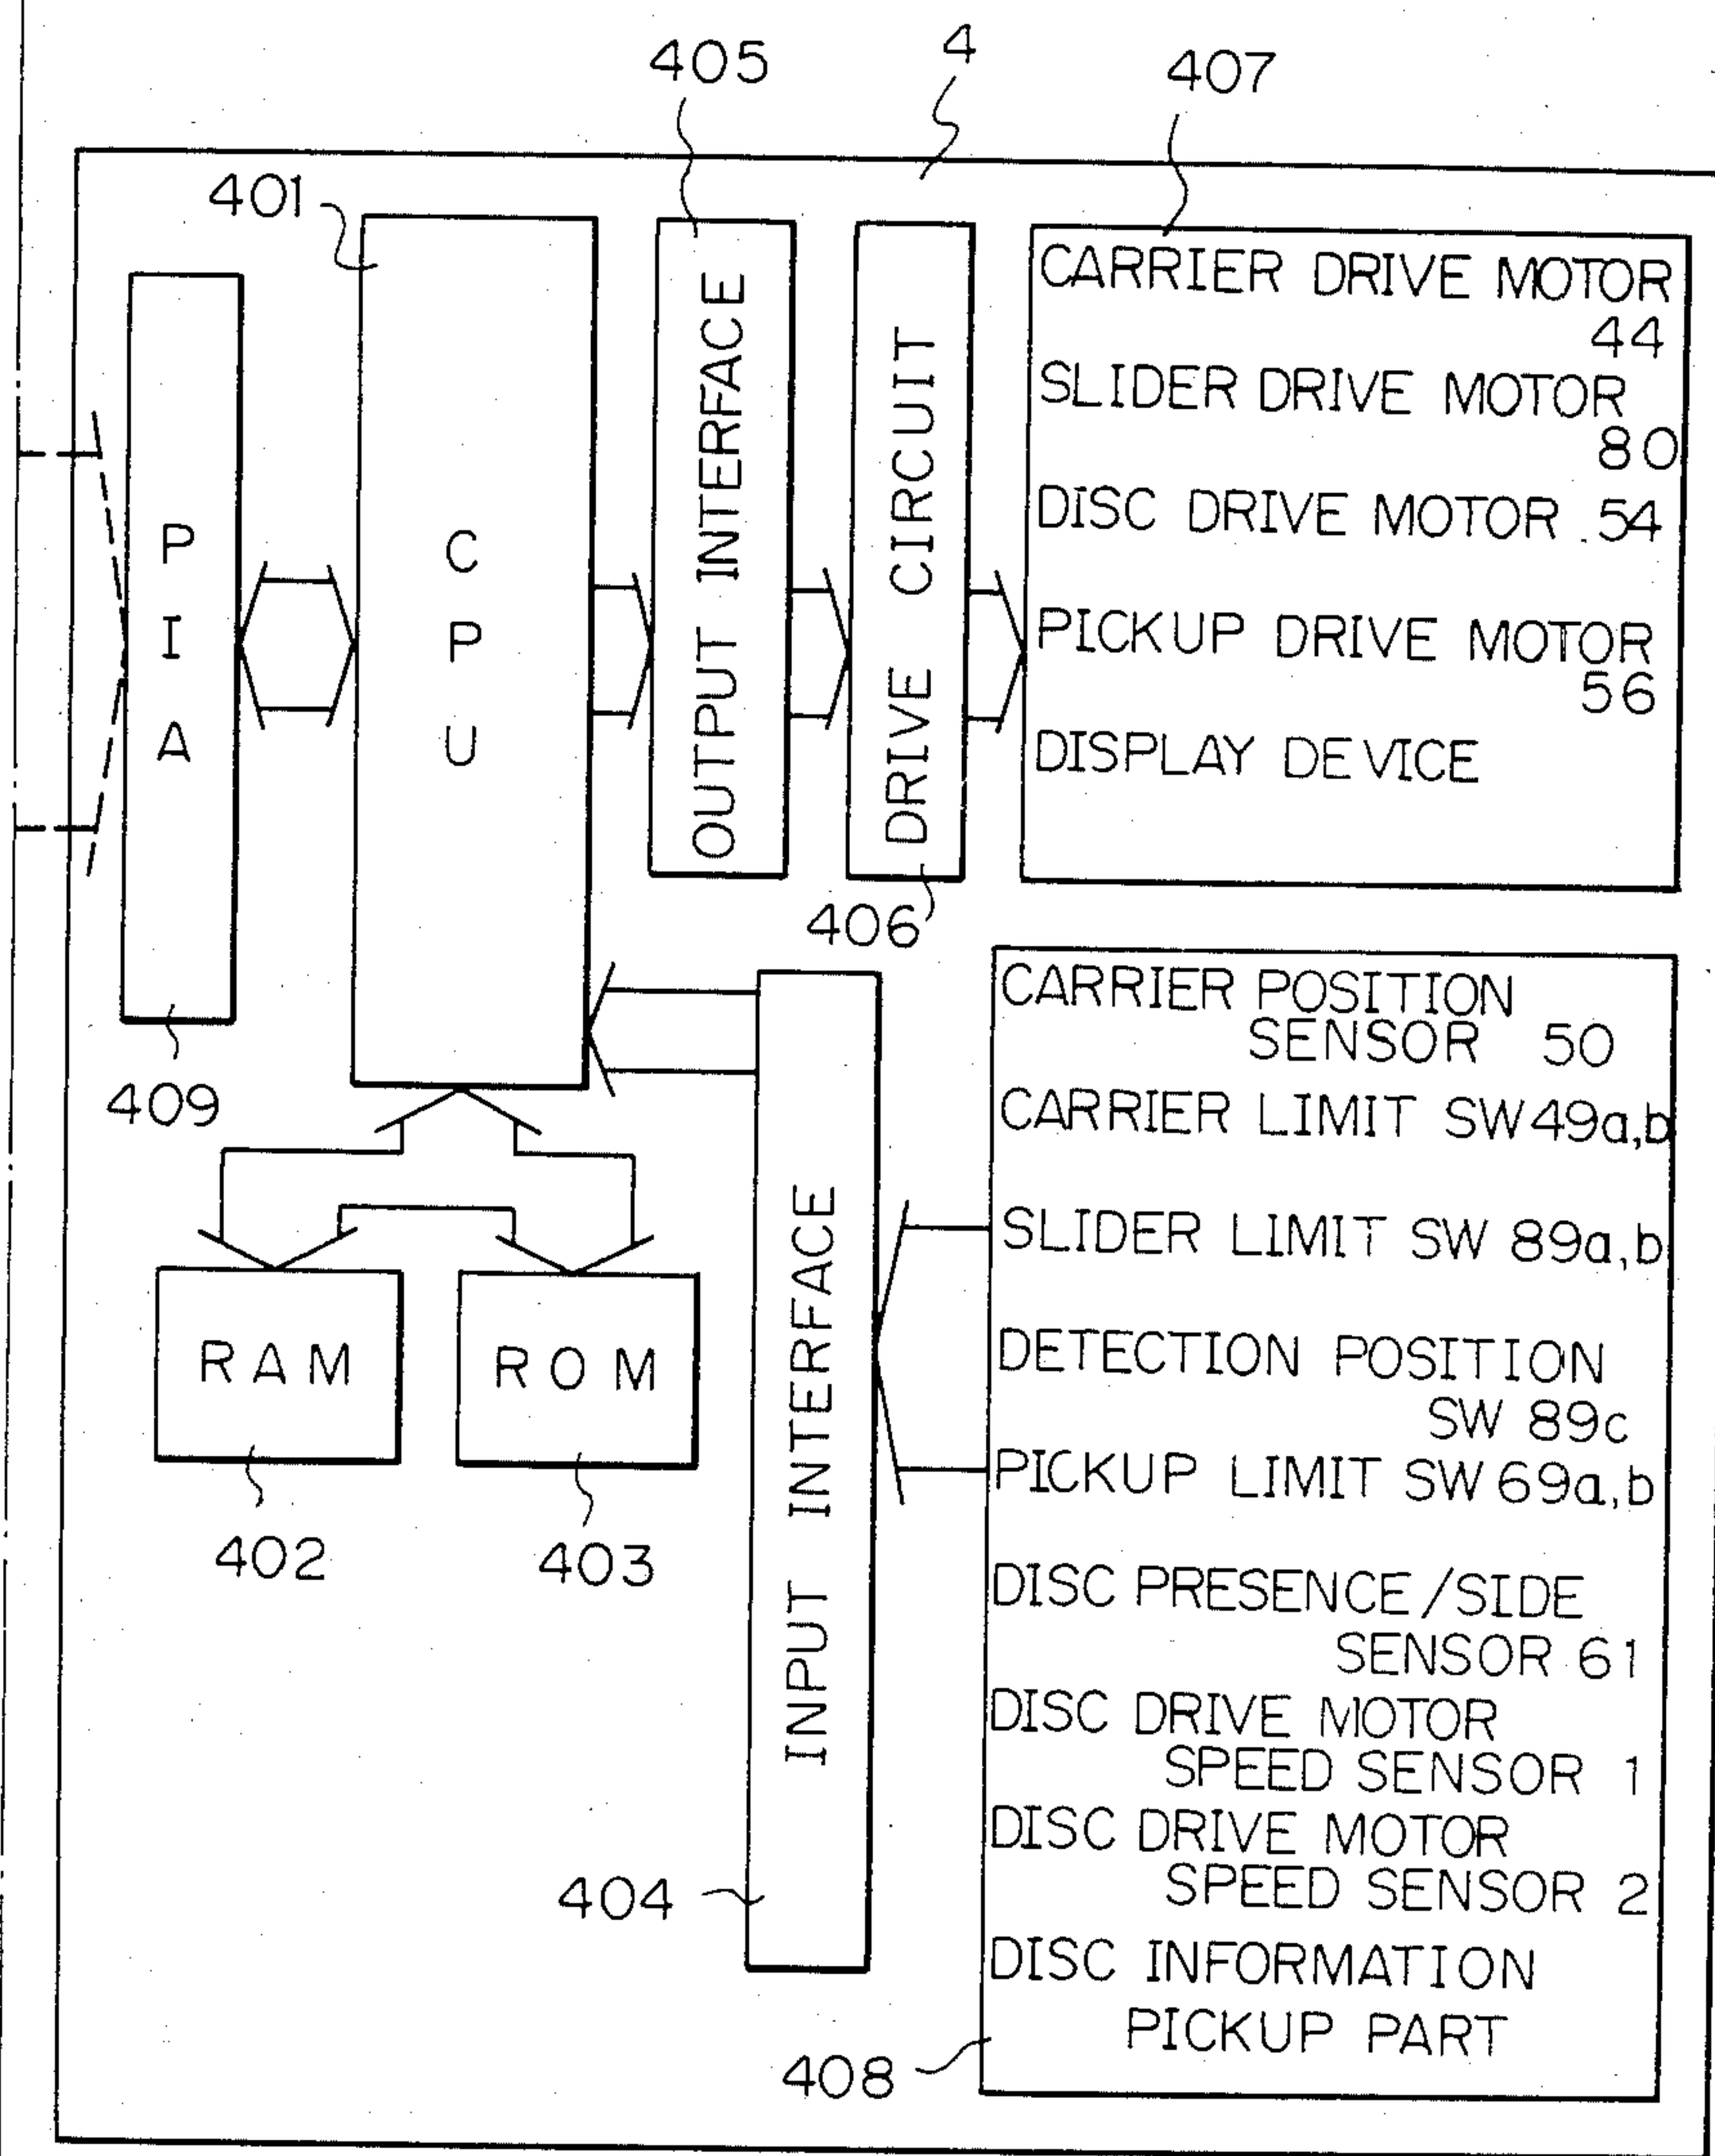 405
4
407
401
P
I
A
C
P
U
OUTPUT INTERFACE
DRIVE CIRCUIT
CARRIER DRIVE MOTOR
44
SLIDER DRIVE MOTOR
80
DISC DRIVE MOTOR 54
PICKUP DRIVE MOTOR
56
DISPLAY DEVICE
406
409
CARRIER POSITION
SENSOR 50
CARRIER LIMIT SW49a,b
SLIDER LIMIT SW 89a,b
DETECTION POSITION
SW 89c
PICKUP LIMIT SW 69a,b
DISC PRESENCE/SIDE
SENSOR 61
DISC DRIVE MOTOR
SPEED SENSOR 1
DISC DRIVE MOTOR
SPEED SENSOR 2
DISC INFORMATION
PICKUP PART
INPUT INTERFACE
RAM
ROM
402
403
404
408